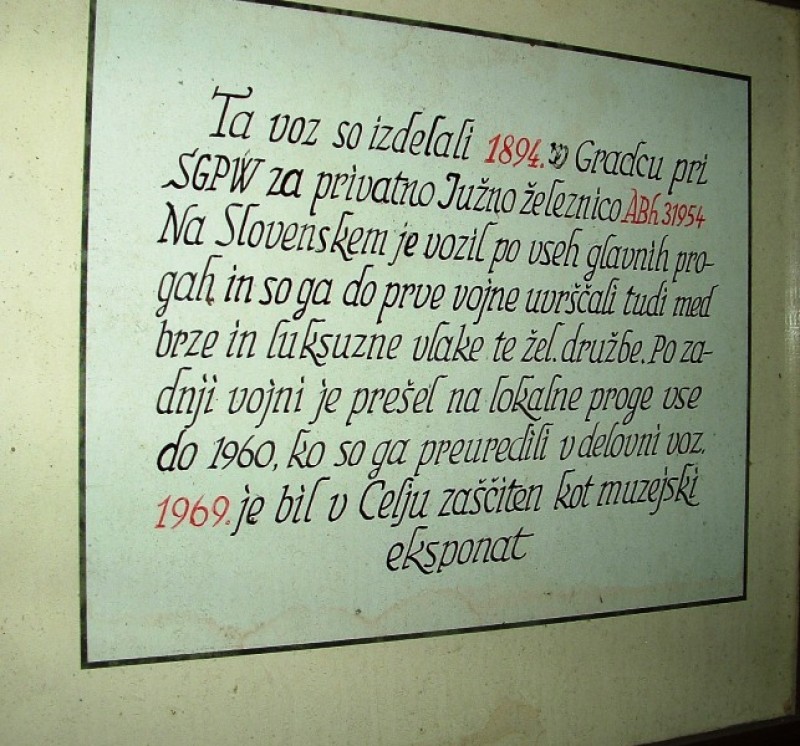 Ta voz so izdelali 1894. v Gradcu pri
SGPW za privatno Južno železnico ABh 31954
Na Slovenskem je vozil po vseh glavnih pro-
gah in so ga do prve vojne uvrščali tudi med
brze in luksuzne vlake te žel. družbe. Po za-
dnji vojni je prešel na lokalne proge vse
do 1960, ko so ga preuredili v delovni voz.
1969. je bil v Celju zaščiten kot muzejski
eksponat